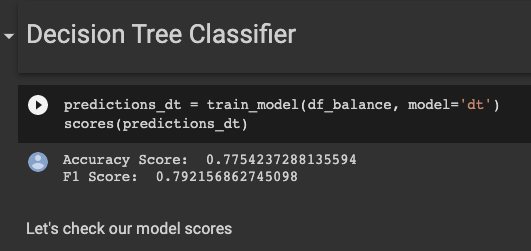 Decision Tree Classifier
predictions_dt = train_model(df_balance, model='dt')
scores(predictions_dt)
Accuracy Score:  0.7754237288135594
F1 Score:  0.792156862745098
Let's check our model scores